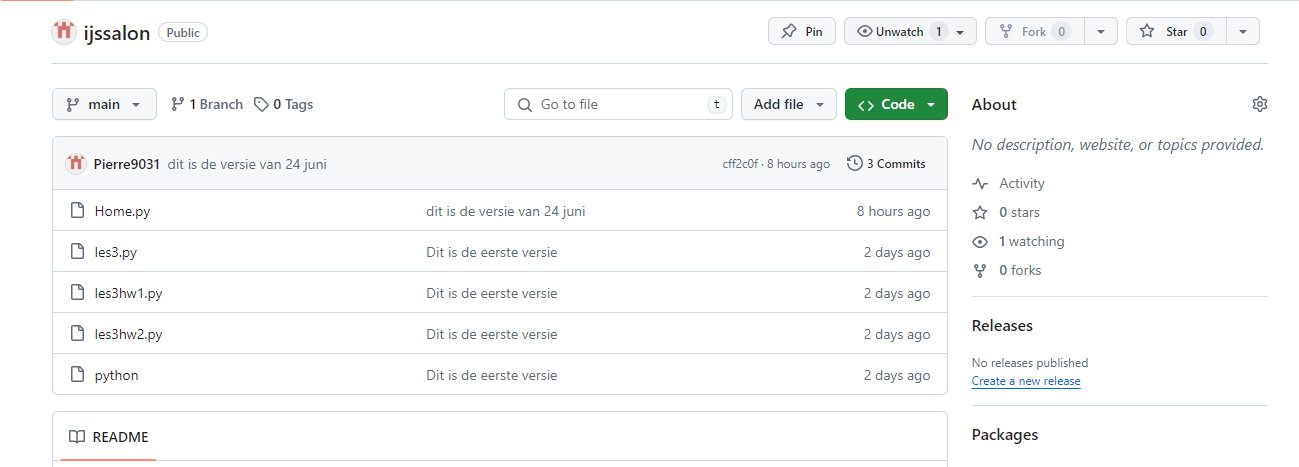 ijssalon Public Pin Unwatch 1 Fork 0 Star 0
main 1 Branch 0 Tags Go to file t Add file Code
Pierre9031 dit is de versie van 24 juni cff2c0f · 8 hours ago 3 Commits
Home.py dit is de versie van 24 juni 8 hours ago
les3.py Dit is de eerste versie 2 days ago
les3hw1.py Dit is de eerste versie 2 days ago
les3hw2.py Dit is de eerste versie 2 days ago
python Dit is de eerste versie 2 days ago
README
About
No description, website, or topics provided.
Activity
0 stars
1 watching
0 forks
Releases
No releases published
Create a new release
Packages